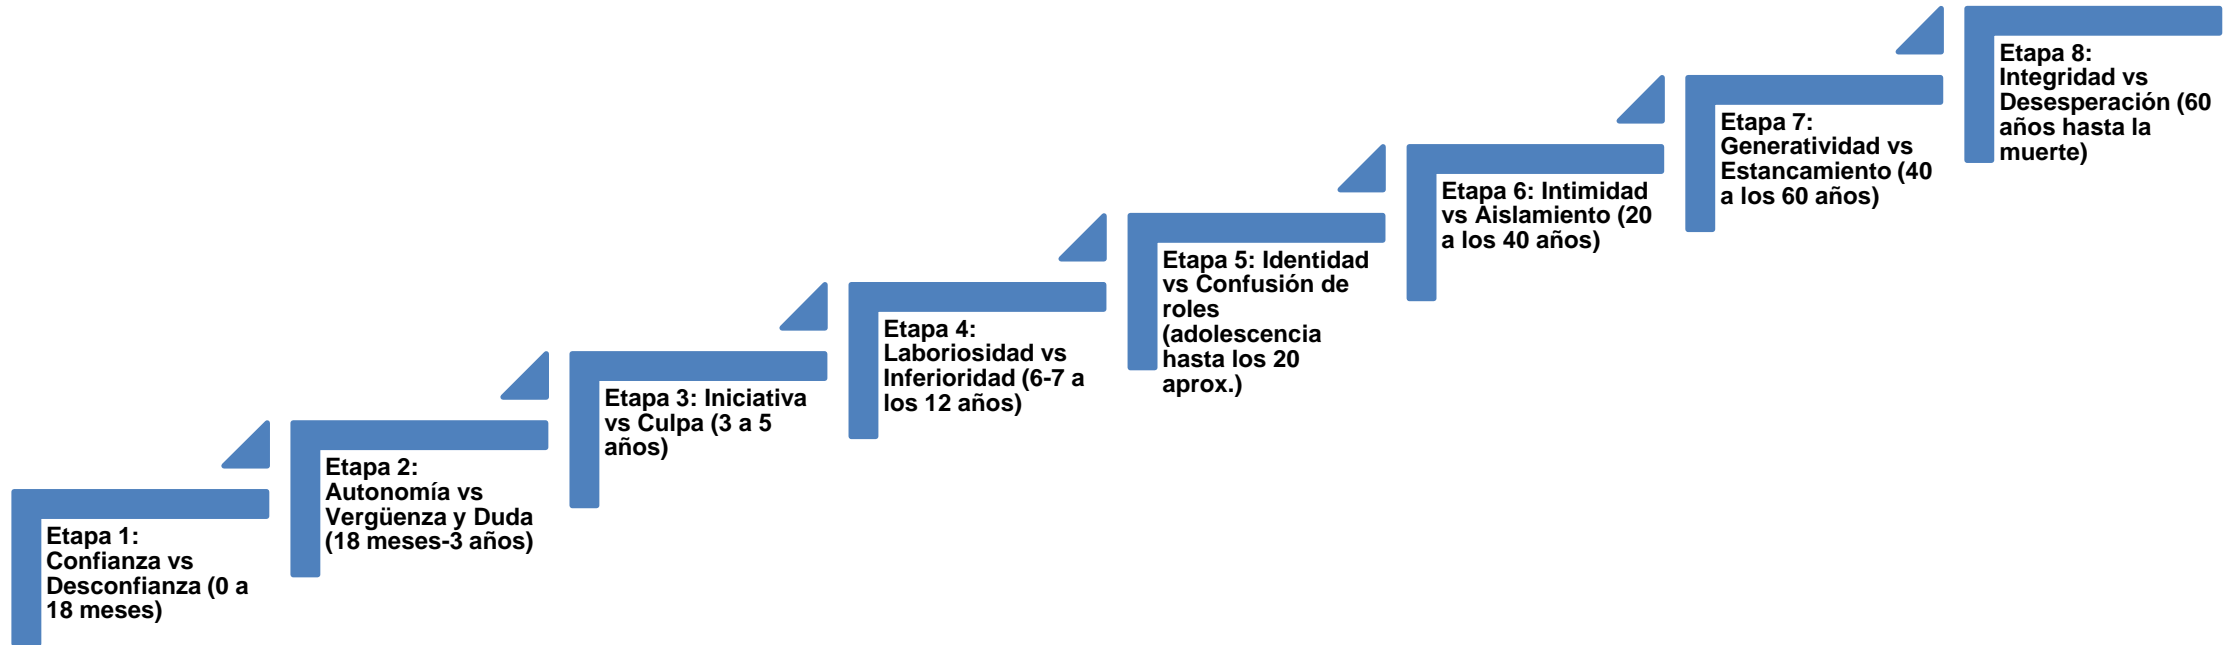 Etapa 1:
Confianza vs
Desconfianza (0 a
18 meses)
Etapa 2:
Autonomía vs
Vergüenza y Duda
(18 meses-3 años)
Etapa 3: Iniciativa
vs Culpa (3 a 5
años)
Etapa 4:
Laboriosidad vs
Inferioridad (6-7 a
los 12 años)
Etapa 5: Identidad
vs Confusión de
roles
(adolescencia
hasta los 20
aprox.)
Etapa 6: Intimidad
vs Aislamiento (20
a los 40 años)
Etapa 7:
Generatividad vs
Estancamiento (40
a los 60 años)
Etapa 8:
Integridad vs
Desesperación (60
años hasta la
muerte)